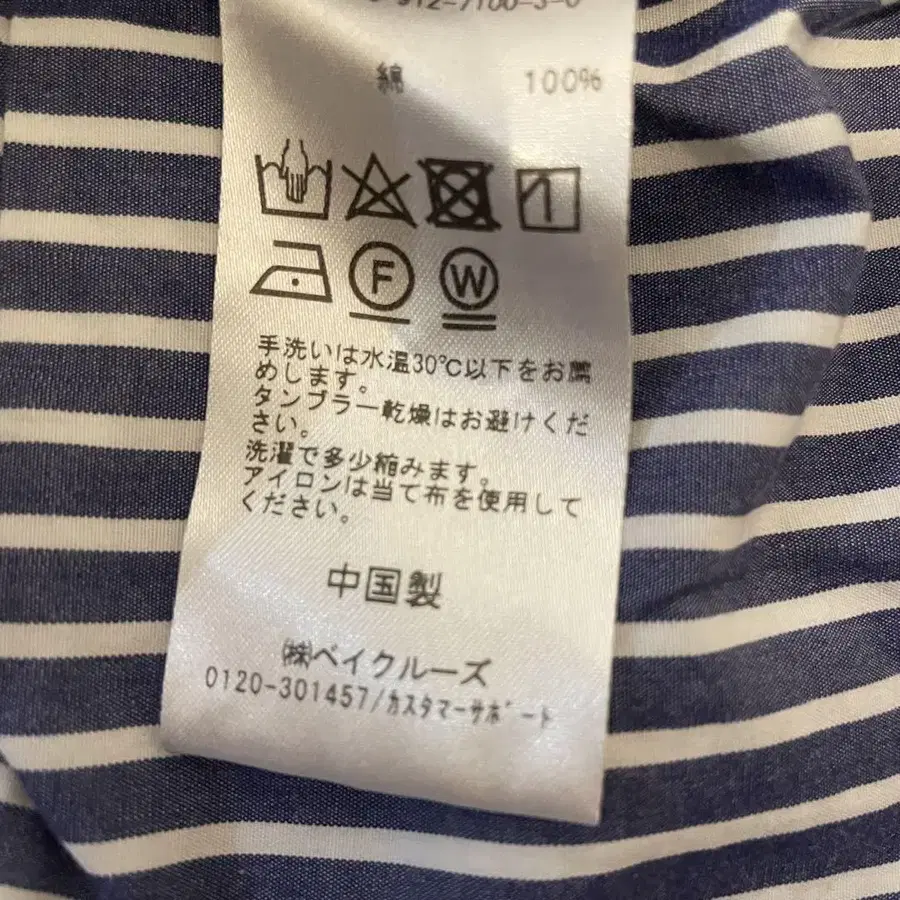 綿 100%
F W
手洗いは水温30℃以下をお薦
めします。
タンブラー乾燥はお避けくだ
さい。
洗濯で多少縮みます。
アイロンは当て布を使用して
ください。
中国製
㈱ベイクルーズ
0120-301457/カスタマーサポート